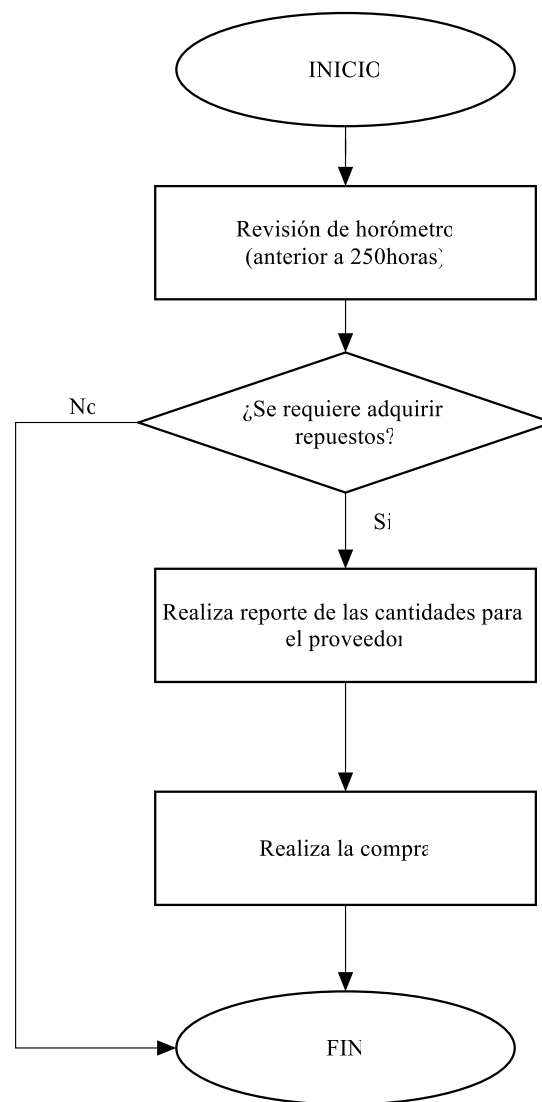 INICIO
Revisión de horómetro
(anterior a 250horas)
¿Se requiere adquirir
repuestos?
No
Si
Realiza reporte de las cantidades para
el proveedor
Realiza la compra
FIN